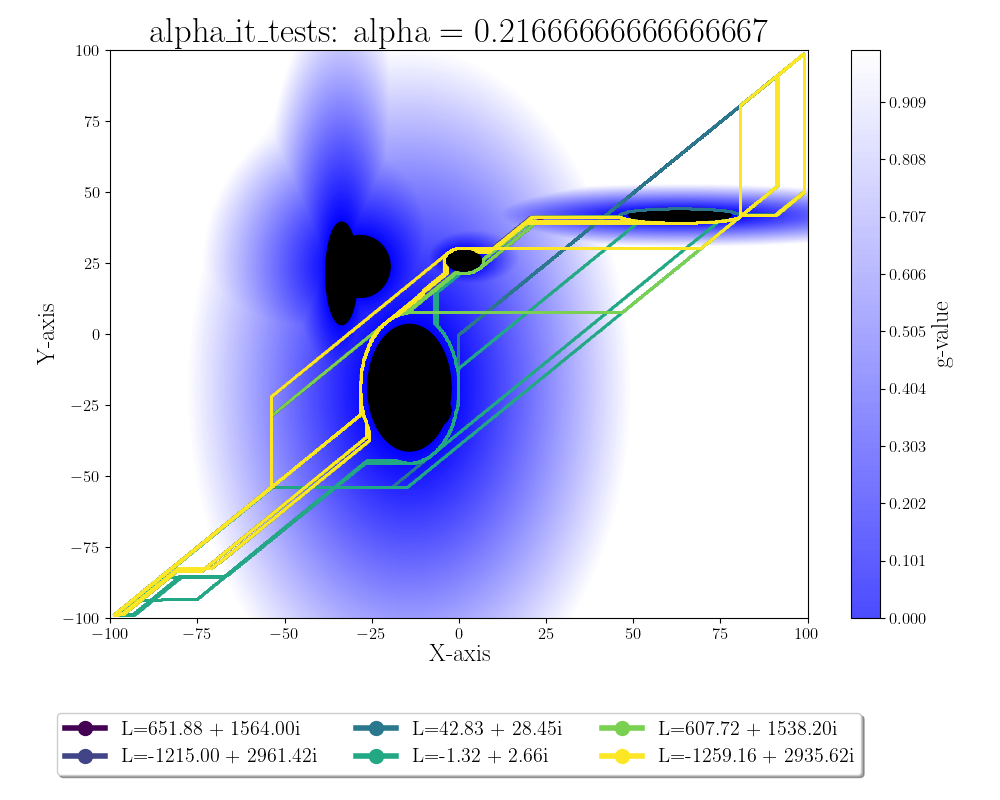 alpha_it_tests: alpha = 0.21666666666666667
100
75
50
25
0
−25
−50
−75
−100
Y-axis
−100 −75 −50 −25 0 25 50 75 100
X-axis
0.909
0.808
0.707
0.606
0.505
0.404
0.303
0.202
0.101
0.000
g-value
L=651.88 + 1564.00i L=42.83 + 28.45i L=607.72 + 1538.20i
L=-1215.00 + 2961.42i L=-1.32 + 2.66i L=-1259.16 + 2935.62i